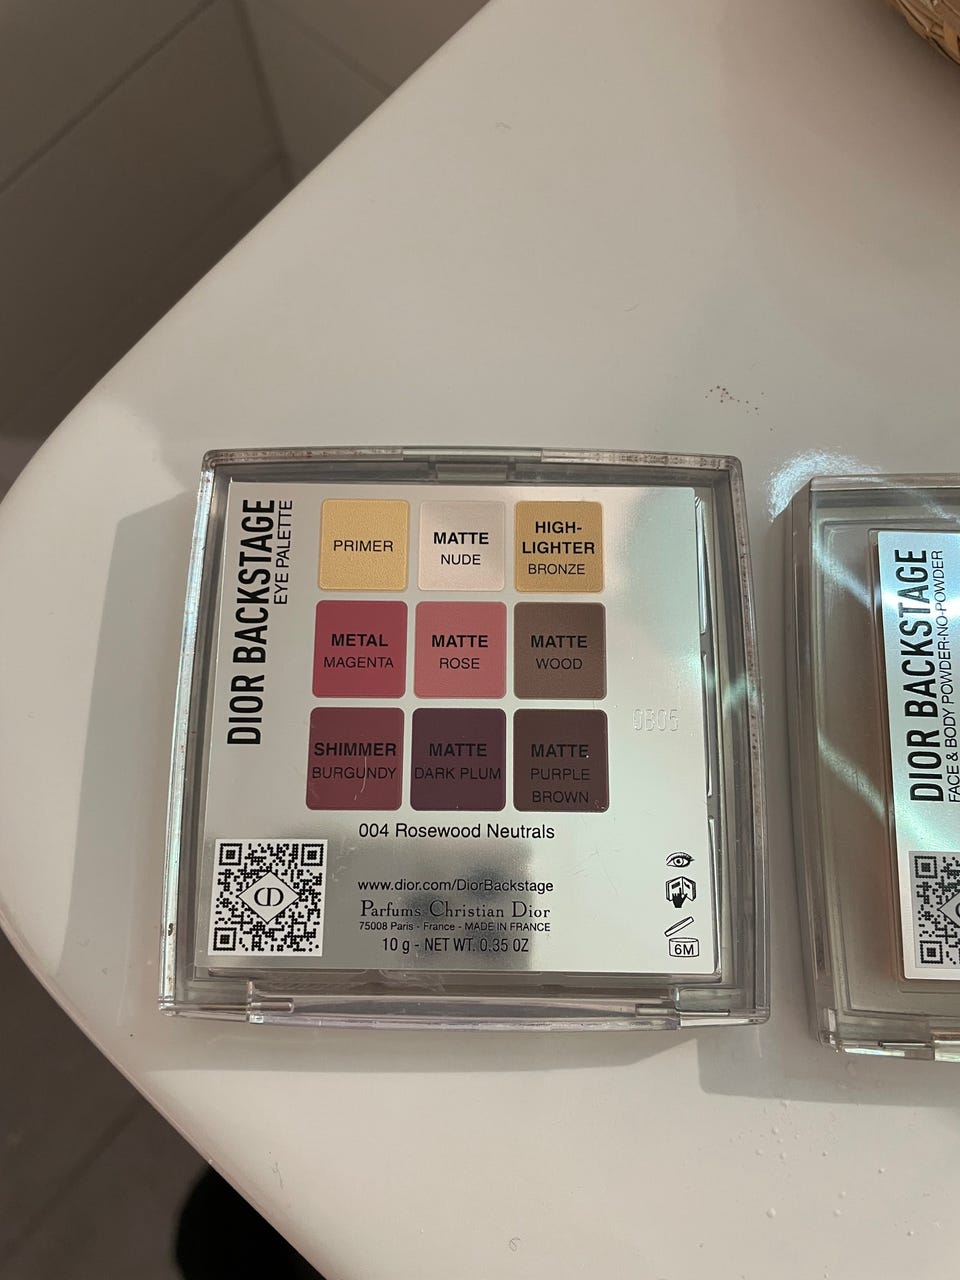 DIOR BACKSTAGE
EYE PALETTE
PRIMER
MATTE
NUDE
HIGH-
LIGHTER
BRONZE
METAL
MAGENTA
MATTE
ROSE
MATTE
WOOD
SHIMMER
BURGUNDY
MATTE
DARK PLUM
MATTE
PURPLE
BROWN
004 Rosewood Neutrals
www.dior.com/DiorBackstage
Parfums Christian Dior
75008 Paris - France - MADE IN FRANCE
10 g - NET WT. 0.35 OZ
CD
6M
DIOR BACKSTAGE
FACE & BODY POWDER-NO-POWDER